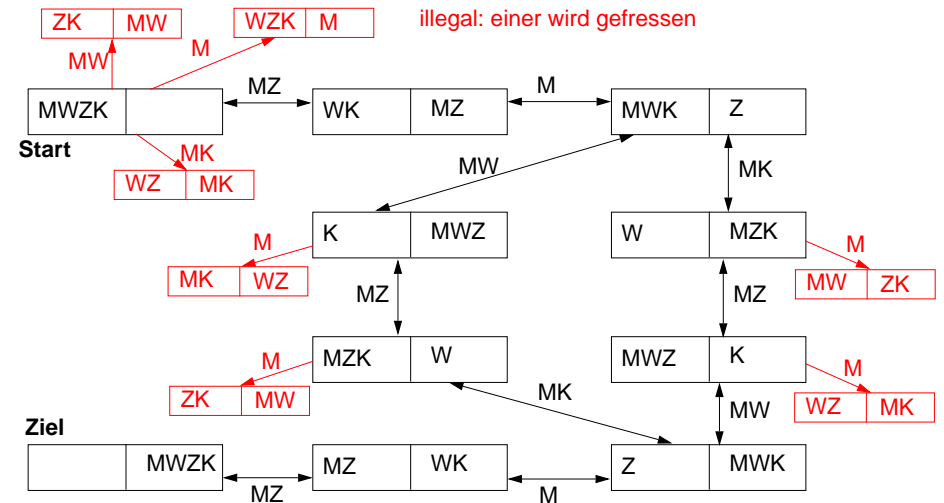 illegal: einer wird gefressen
ZK MW
WZK M
MW
M
MWZK
MZ
WK MZ
M
MWK Z
Start
MK
WZ MK
MW
MK
K MWZ
W MZK
M
MK WZ
M
MW ZK
MZ
MZ
MZK W
MWZ K
M
ZK MW
M
WZ MK
MK
MW
Ziel
MWZK
MZ
MZ WK
M
Z MWK